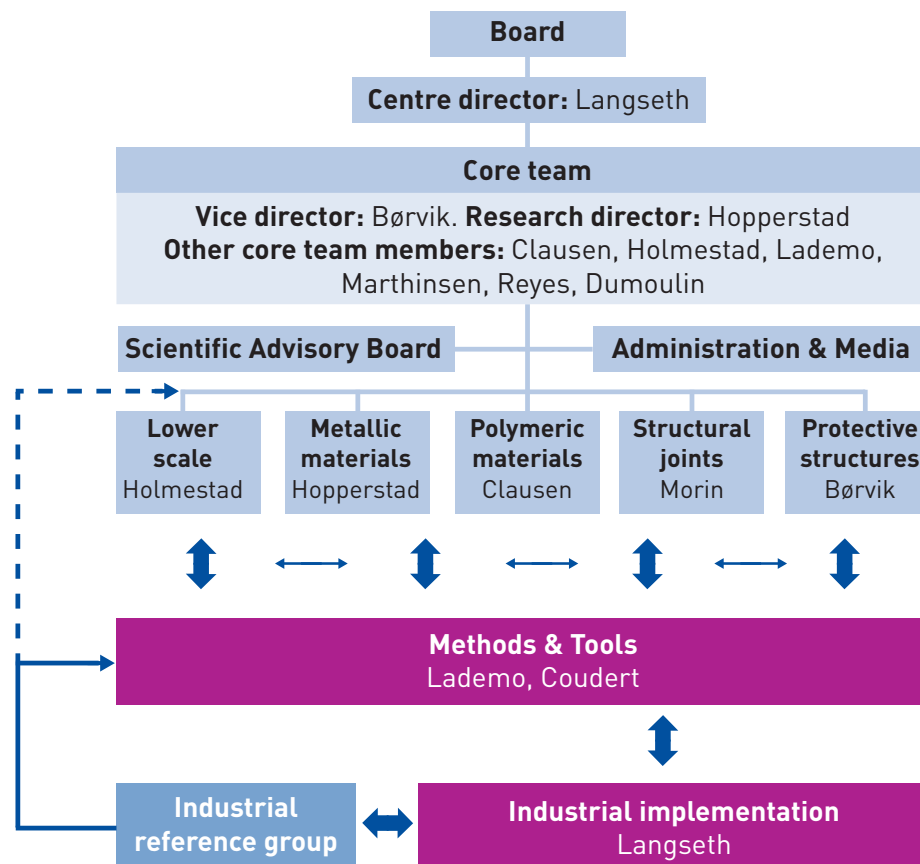 Board
Centre director: Langseth
Core team
Vice director: Børvik. Research director: Hopperstad
Other core team members: Clausen, Holmestad, Lademo,
Marthinsen, Reyes, Dumoulin
Scientific Advisory Board
Administration & Media
Lower
scale
Holmestad
Metallic
materials
Hopperstad
Polymeric
materials
Clausen
Structural
joints
Morin
Protective
structures
Børvik
Methods & Tools
Lademo, Coudert
Industrial
reference group
Industrial implementation
Langseth